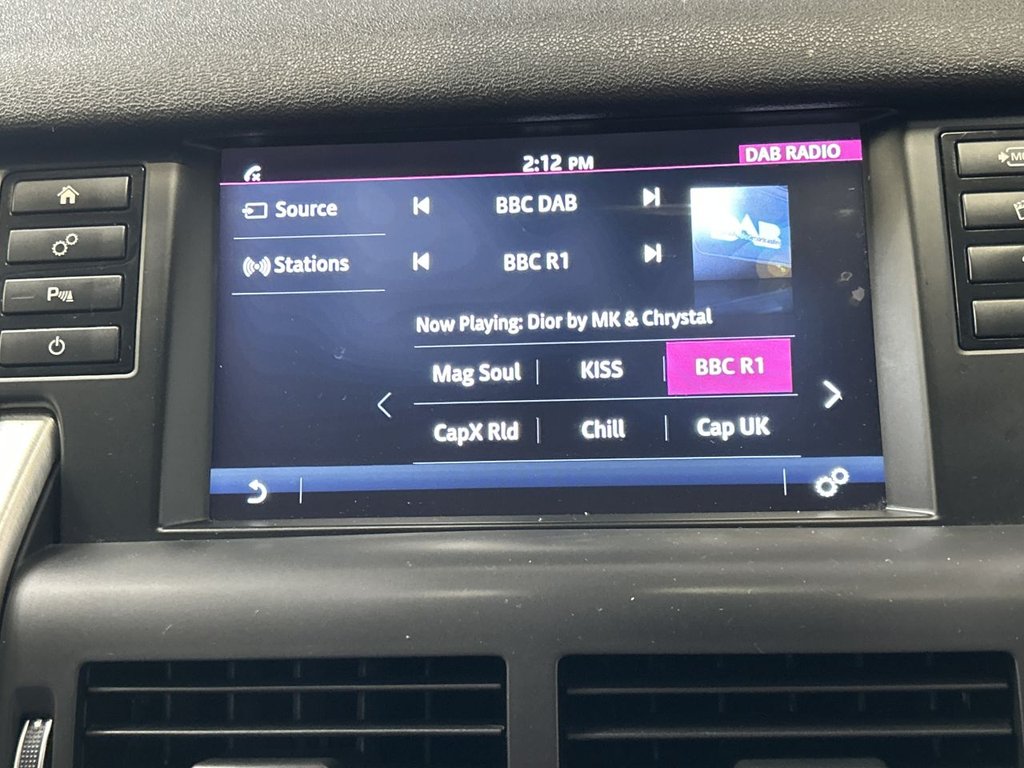 2:12 PM
DAB RADIO
Source
BBC DAB
DAB
Stations
BBC R1
Now Playing: Dior by MK & Chrystal
Mag Soul
KISS
BBC R1
CapX Rld
Chill
Cap UK
P